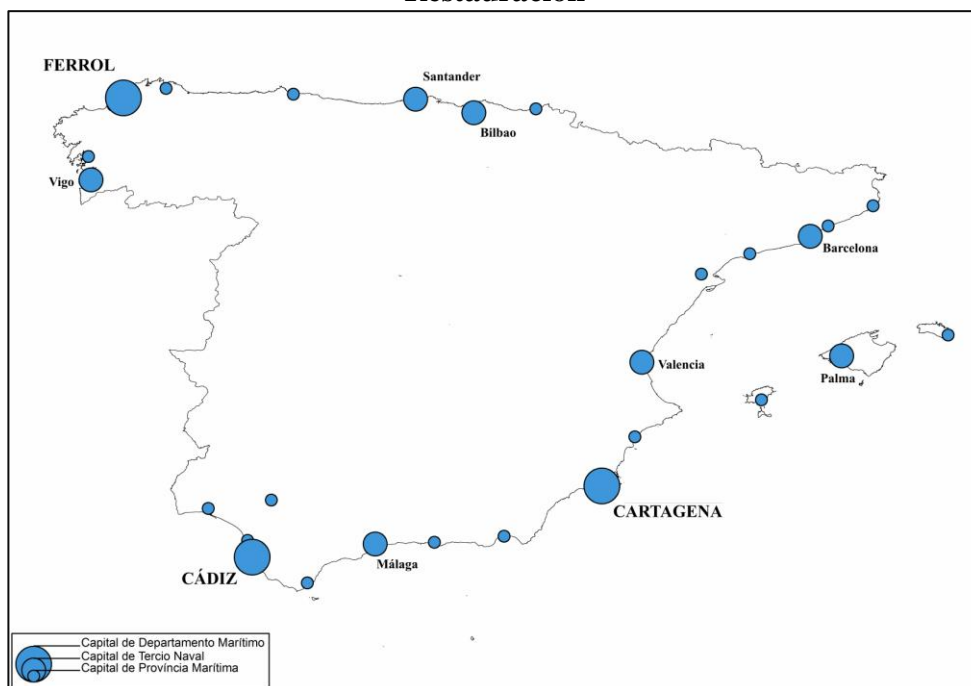 Restauración
FERROL
Santander
Bilbao
Vigo
Barcelona
Valencia
Palma
CARTAGENA
CÁDIZ
Málaga
Capital de Departamento Marítimo
Capital de Tercio Naval
Capital de Província Marítima